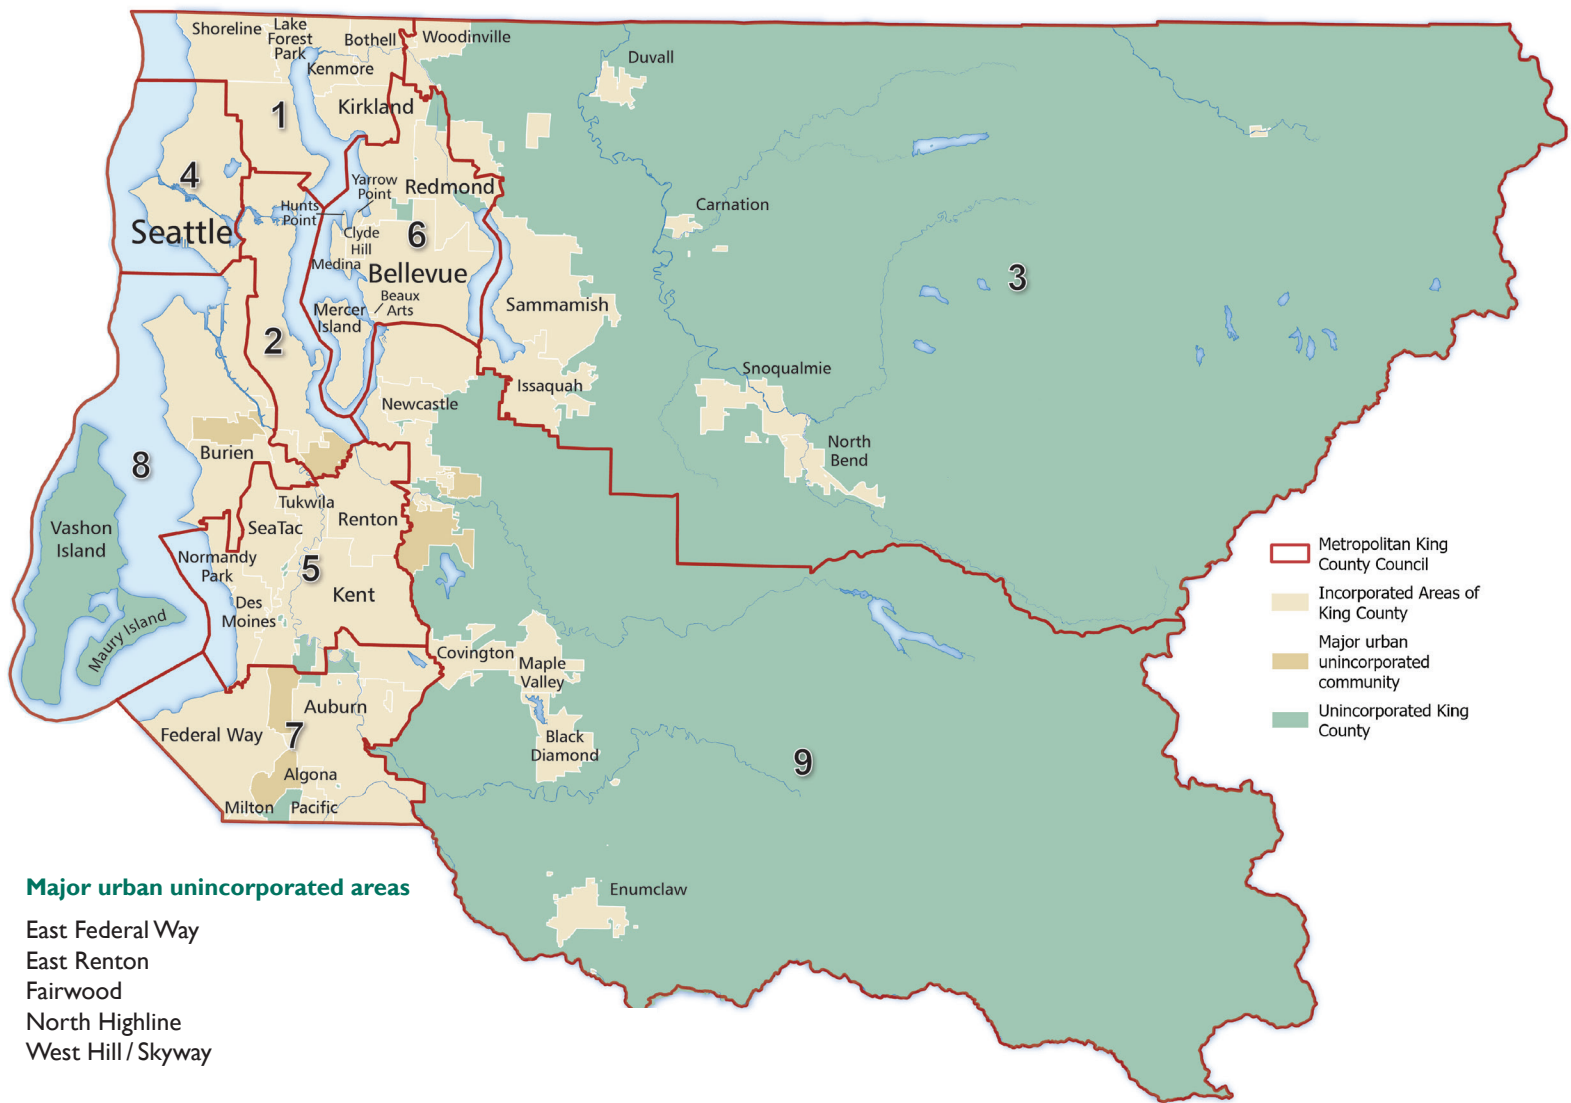 Shoreline
Lake
Forest
Park
Bothell
Woodinville
Kenmore
Duvall
Kirkland
1
4
Yarrow
Point
Redmond
Hunts
Point
Carnation
Seattle
Clyde
Hill
6
Medina
Bellevue
3
Beaux
Arts
Mercer
Island
Sammamish
2
Snoqualmie
Issaquah
Newcastle
North
Bend
Burien
8
Tukwila
Renton
SeaTac
Vashon
Island
Normandy
Park
5
Kent
Des
Moines
Maury Island
Covington
Maple
Valley
Auburn
Federal Way
7
Black
Diamond
9
Algona
Milton
Pacific
Enumclaw
Metropolitan King
County Council
Incorporated Areas of
King County
Major urban
unincorporated
community
Unincorporated King
County
Major urban unincorporated areas
East Federal Way
East Renton
Fairwood
North Highline
West Hill / Skyway